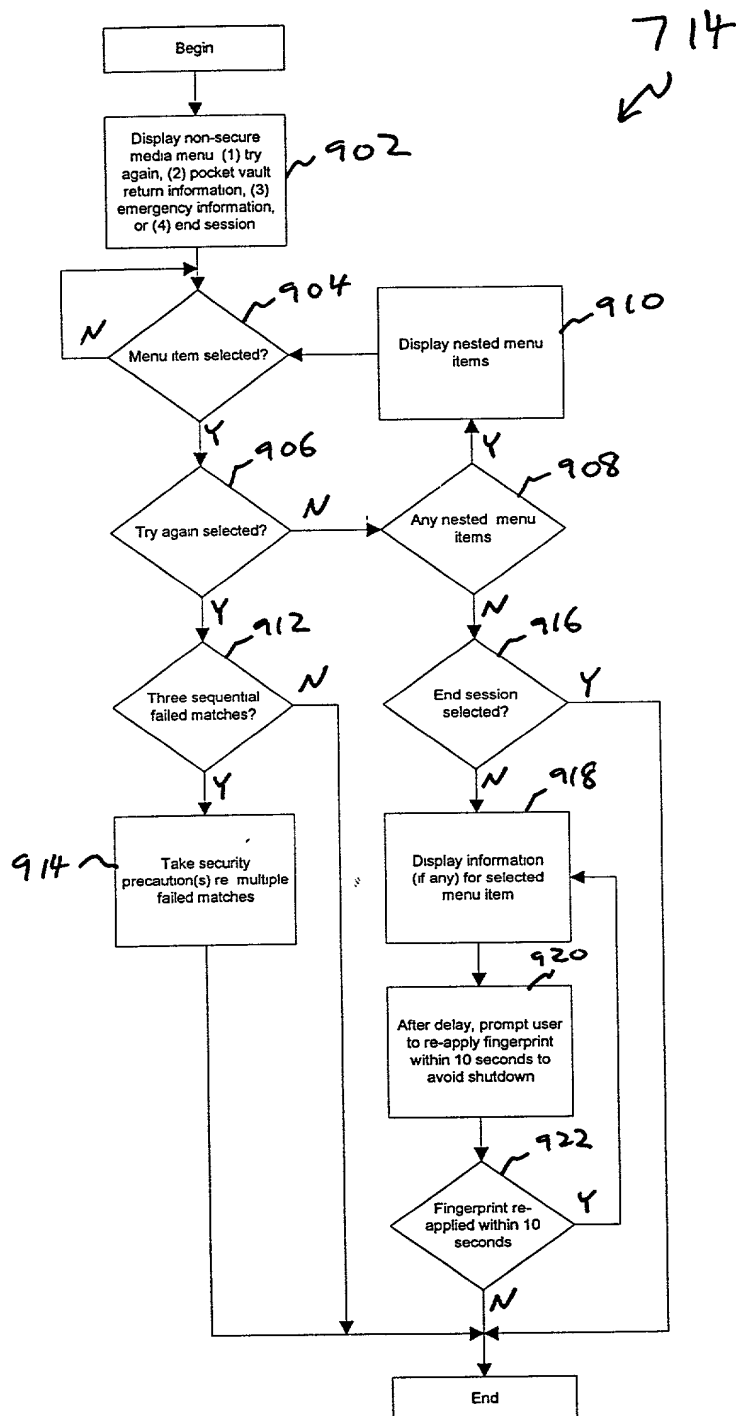 714
Begin
902
Display non-secure
media menu (1) try
again, (2) pocket vault
return information, (3)
emergency information,
or (4) end session
904
N
Menu item selected?
Y
910
Display nested menu
items
906
Try again selected?
N
Y
908
Y
Any nested menu
items
N
912
Three sequential
failed matches?
N
Y
916
End session
selected?
Y
N
914
Take security
precaution(s) re multiple
failed matches
918
Display information
(if any) for selected
menu item
920
After delay, prompt user
to re-apply fingerprint
within 10 seconds to
avoid shutdown
922
Fingerprint re-
applied within 10
seconds
Y
N
End